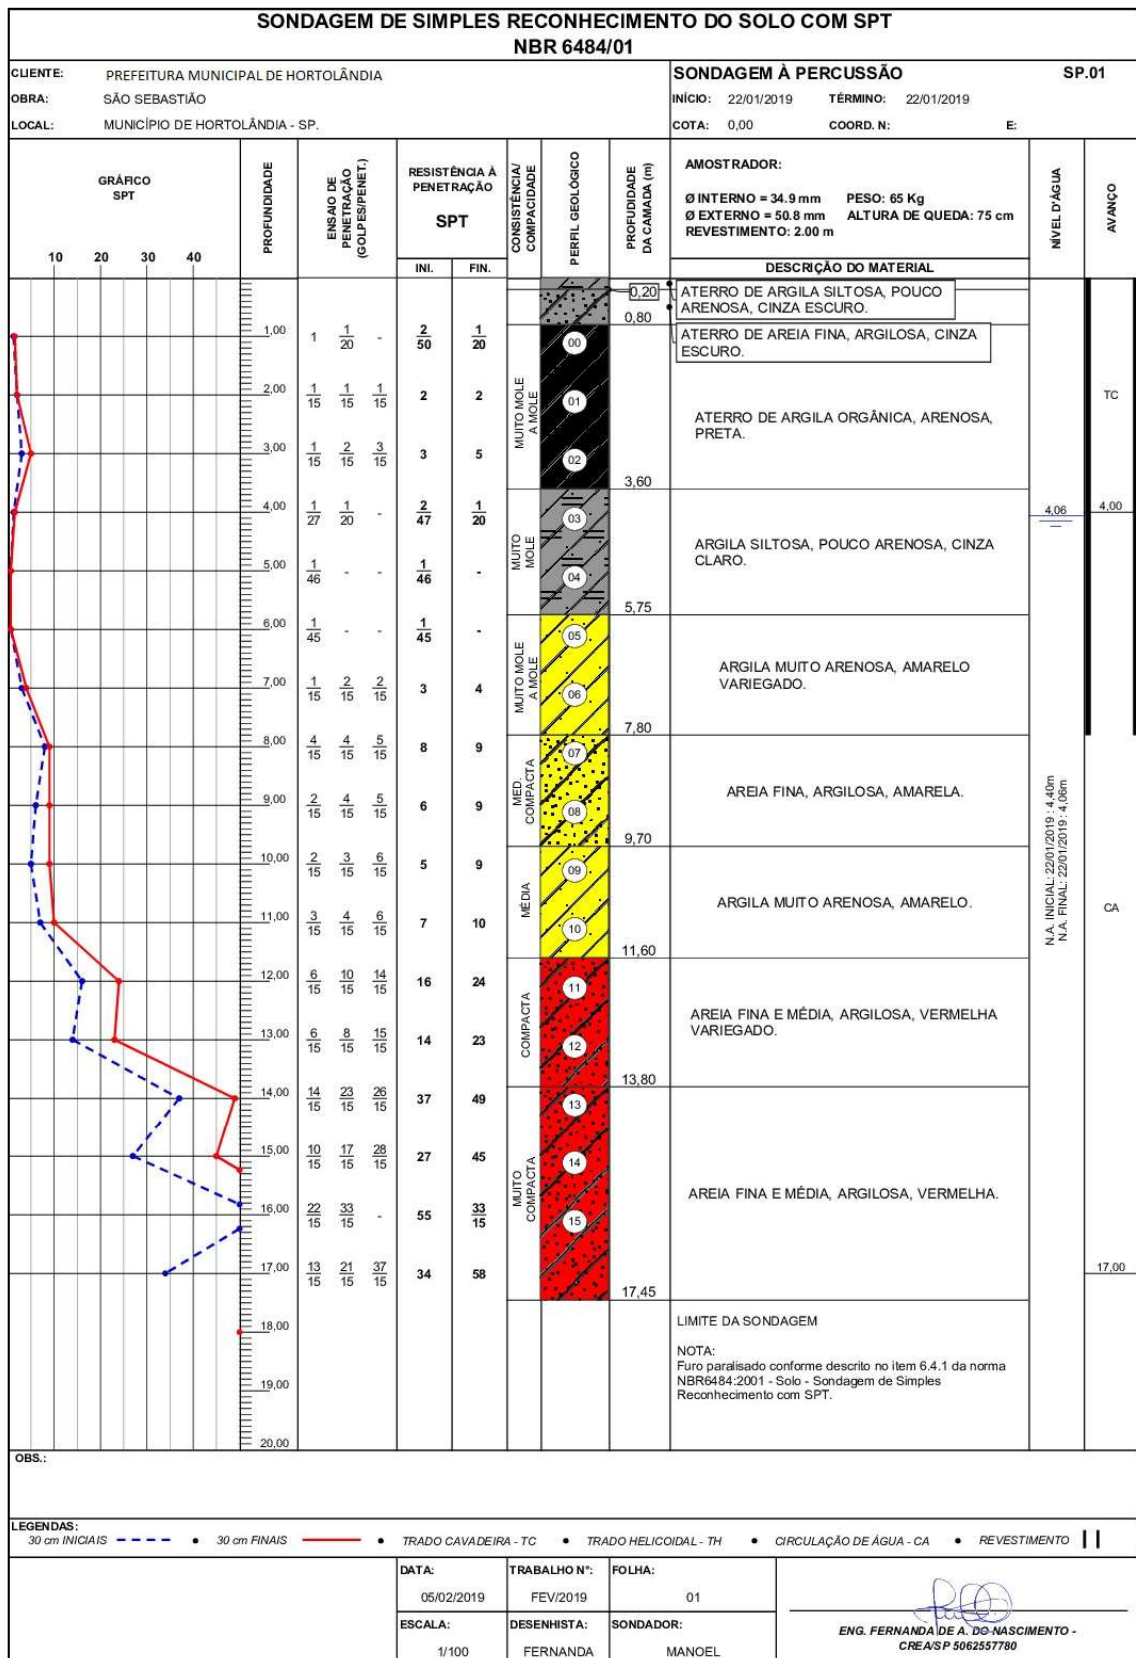 SONDAGEM DE SIMPLES RECONHECIMENTO DO SOLO COM SPT
NBR 6484/01
CLIENTE: PREFEITURA MUNICIPAL DE HORTOLÂNDIA
OBRA: SÃO SEBASTIÃO
LOCAL: MUNICÍPIO DE HORTOLÂNDIA - SP.
SONDAGEM À PERCUSSÃO SP.01
INÍCIO: 22/01/2019 TÉRMINO: 22/01/2019
COTA: 0,00 COORD. N: E:
GRÁFICO
SPT
10 20 30 40
PROFUNDIDADE
ENSAIO DE
PENETRAÇÃO
(GOLPES/PENET.)
RESISTÊNCIA À
PENETRAÇÃO
SPT
INI. FIN.
CONSISTÊNCIA/
COMPACIDADE
PERFIL GEOLÓGICO
PROFUDIDADE
DA CAMADA (m)
AMOSTRADOR:
Ø INTERNO = 34.9 mm PESO: 65 Kg
Ø EXTERNO = 50.8 mm ALTURA DE QUEDA: 75 cm
REVESTIMENTO: 2.00 m
DESCRIÇÃO DO MATERIAL
NÍVEL D'ÁGUA
AVANÇO
1,00 1 1/20 - 2/50 1/20
2,00 1/15 1/15 1/15 2 2
3,00 1/15 2/15 3/15 3 5
4,00 1/27 1/20 - 2/47 1/20
5,00 1/46 - - 1/46 -
6,00 1/45 - - 1/45 -
7,00 1/15 2/15 2/15 3 4
8,00 4/15 4/15 5/15 8 9
9,00 2/15 4/15 5/15 6 9
10,00 2/15 3/15 6/15 5 9
11,00 3/15 4/15 6/15 7 10
12,00 6/15 10/15 14/15 16 24
13,00 6/15 8/15 15/15 14 23
14,00 14/15 23/15 26/15 37 49
15,00 10/15 17/15 28/15 27 45
16,00 22/15 33/15 - 55 33/15
17,00 13/15 21/15 37/15 34 58
18,00
19,00
20,00
MUITO MOLE
A MOLE
MUITO
MOLE
MUITO MOLE
A MOLE
MED.
COMPACTA
MÉDIA
COMPACTA
MUITO
COMPACTA
00
01
02
03
04
05
06
07
08
09
10
11
12
13
14
15
0,20
0,80
3,60
5,75
7,80
9,70
11,60
13,80
17,45
ATERRO DE ARGILA SILTOSA, POUCO
ARENOSA, CINZA ESCURO.
ATERRO DE AREIA FINA, ARGILOSA, CINZA
ESCURO.
ATERRO DE ARGILA ORGÂNICA, ARENOSA,
PRETA.
ARGILA SILTOSA, POUCO ARENOSA, CINZA
CLARO.
ARGILA MUITO ARENOSA, AMARELO
VARIEGADO.
AREIA FINA, ARGILOSA, AMARELA.
ARGILA MUITO ARENOSA, AMARELO.
AREIA FINA E MÉDIA, ARGILOSA, VERMELHA
VARIEGADO.
AREIA FINA E MÉDIA, ARGILOSA, VERMELHA.
LIMITE DA SONDAGEM
NOTA:
Furo paralisado conforme descrito no item 6.4.1 da norma
NBR6484:2001 - Solo - Sondagem de Simples
Reconhecimento com SPT.
4,06
N.A. INICIAL: 22/01/2019 : 4,40m
N.A. FINAL: 22/01/2019 : 4,06m
TC
4,00
CA
17,00
OBS.:
LEGENDAS:
30 cm INICIAIS • 30 cm FINAIS • TRADO CAVADEIRA - TC • TRADO HELICOIDAL - TH • CIRCULAÇÃO DE ÁGUA - CA • REVESTIMENTO
DATA: TRABALHO Nº: FOLHA:
05/02/2019 FEV/2019 01
ESCALA: DESENHISTA: SONDADOR:
1/100 FERNANDA MANOEL
ENG. FERNANDA DE A. DO NASCIMENTO -
CREA/SP 5062557780